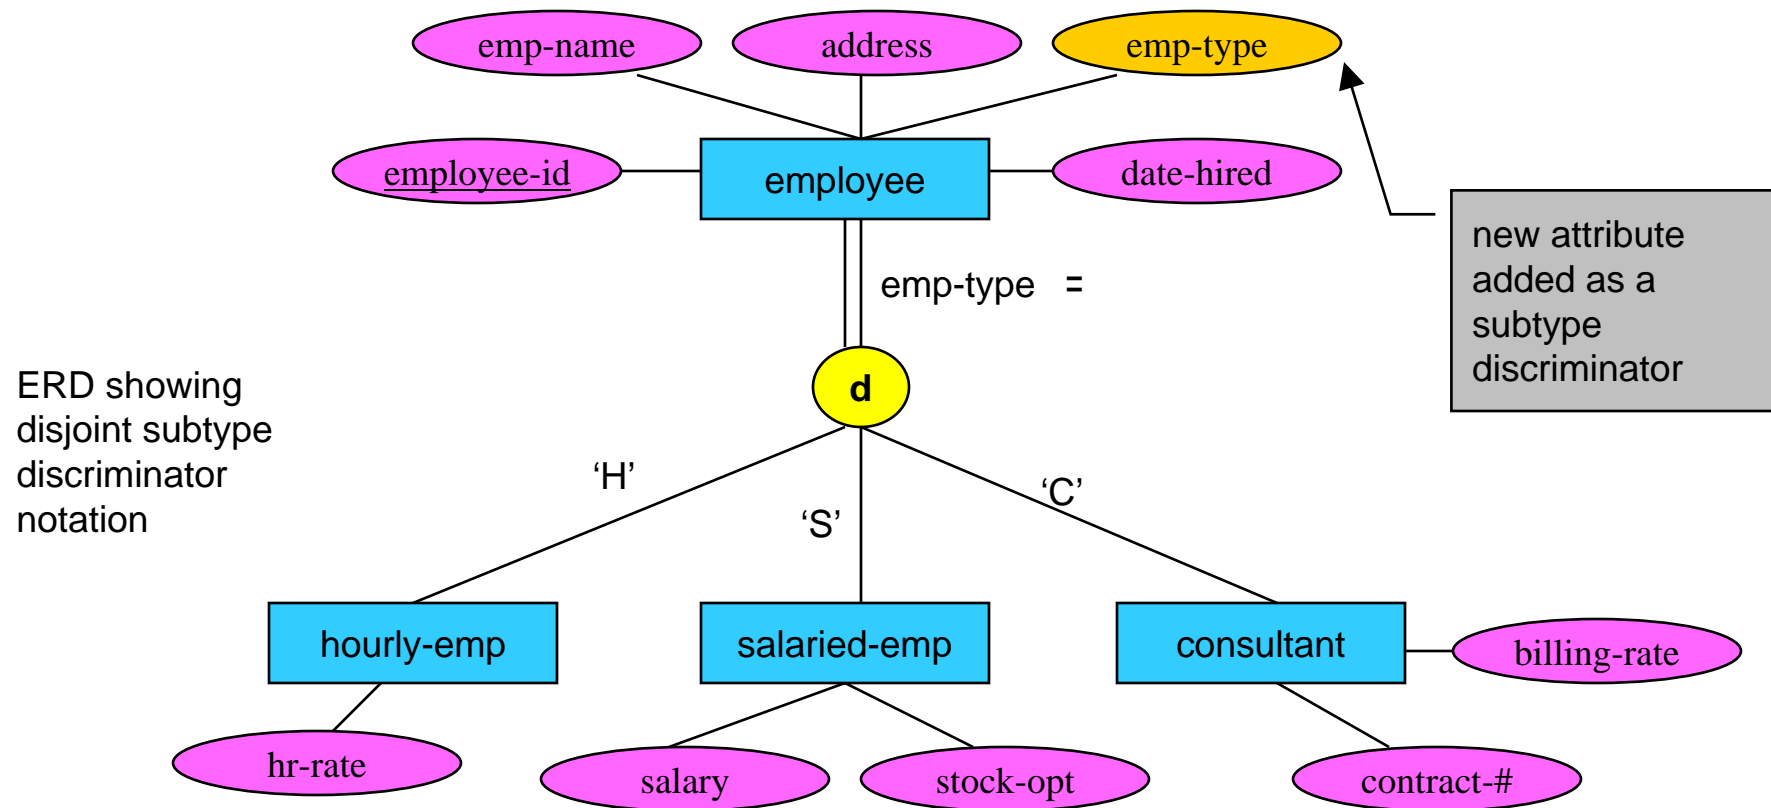 emp-name
address
emp-type
employee-id
employee
date-hired
new attribute
added as a
subtype
discriminator
emp-type =
ERD showing
disjoint subtype
discriminator
notation
d
‘H’
‘S’
‘C’
hourly-emp
salaried-emp
consultant
billing-rate
hr-rate
salary
stock-opt
contract-#